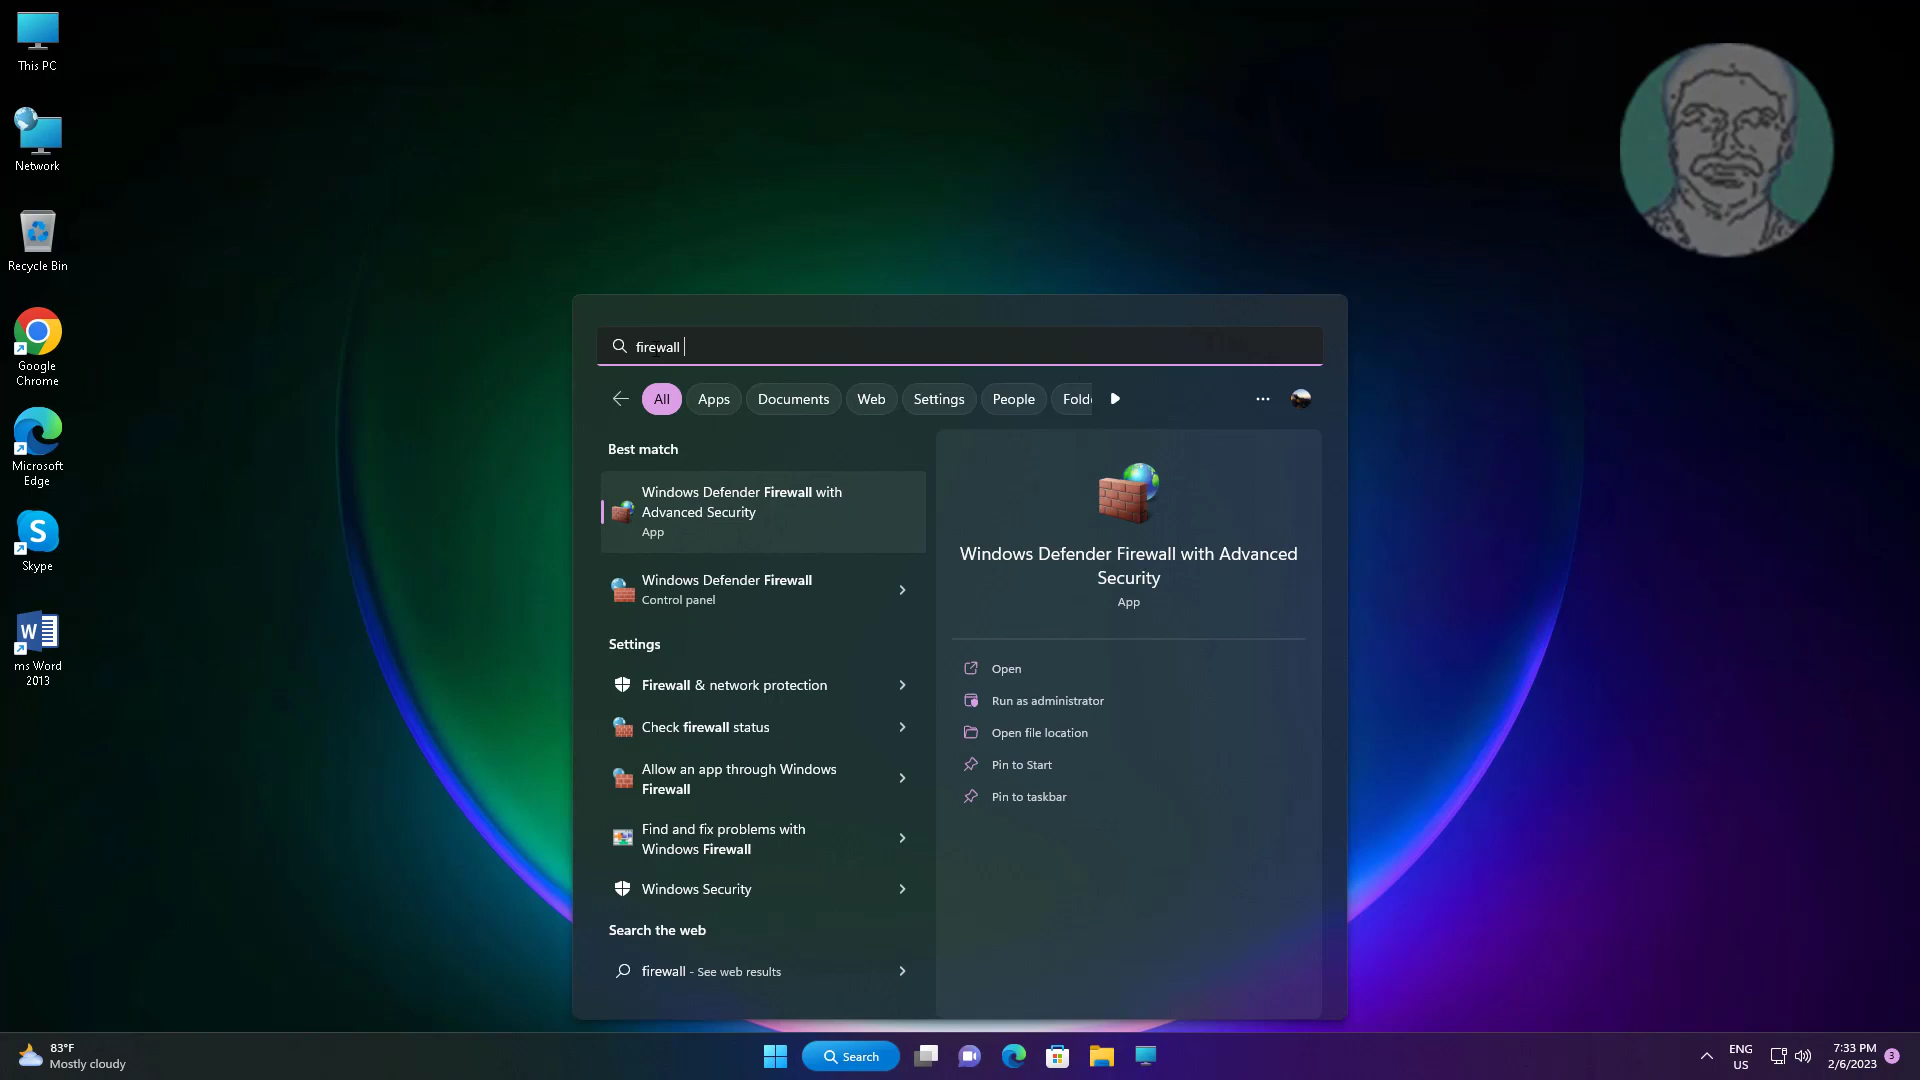 This PC
Network
Recycle Bin
Google
Chrome
Microsoft
Edge
S
Skype
W
ms Word
2013
firewall
All
Apps
Documents
Web
Settings
People
Folde
Best match
Windows Defender Firewall with
Advanced Security
App
Windows Defender Firewall
Control panel
Settings
Firewall & network protection
Check firewall status
Allow an app through Windows
Firewall
Find and fix problems with
Windows Firewall
Windows Security
Search the web
firewall - See web results
Windows Defender Firewall with Advanced
Security
App
Open
Run as administrator
Open file location
Pin to Start
Pin to taskbar
83°F
Mostly cloudy
Search
ENG
US
7:33 PM
2/6/2023
3